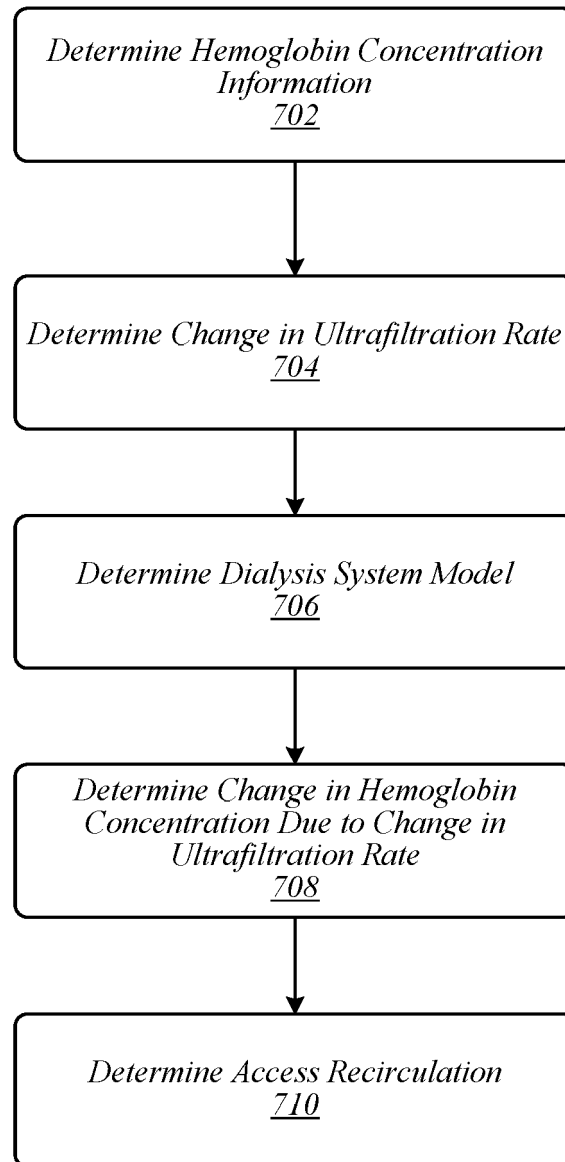 Determine Hemoglobin Concentration
Information
702
Determine Change in Ultrafiltration Rate
704
Determine Dialysis System Model
706
Determine Change in Hemoglobin
Concentration Due to Change in
Ultrafiltration Rate
708
Determine Access Recirculation
710